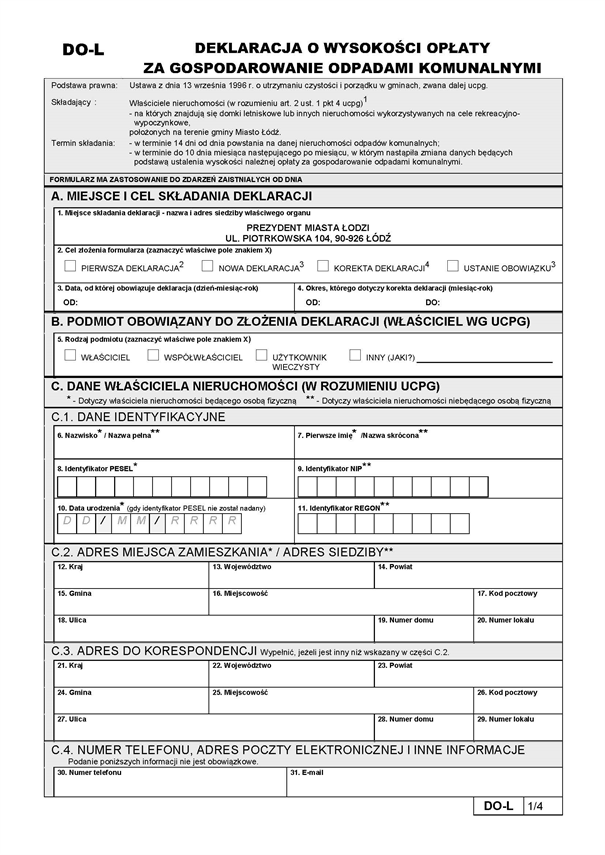 DO-L
DEKLARACJA O WYSOKOŚCI OPŁATY
ZA GOSPODAROWANIE ODPADAMI KOMUNALNYMI
Podstawa prawna: Ustawa z dnia 13 września 1996 r. o utrzymaniu czystości i porządku w gminach, zwana dalej ucpg.
Składający : Właściciele nieruchomości (w rozumieniu art. 2 ust. 1 pkt 4 ucpg)1
- na których znajdują się domki letniskowe lub innych nieruchomości wykorzystywanych na cele rekreacyjno-
wypoczynkowe,
położonych na terenie gminy Miasto Łódź.
Termin składania: - w terminie 14 dni od dnia powstania na danej nieruchomości odpadów komunalnych;
- w terminie do 10 dnia miesiąca następującego po miesiącu, w którym nastąpiła zmiana danych będących
podstawą ustalenia wysokości należnej opłaty za gospodarowanie odpadami komunalnymi.
FORMULARZ MA ZASTOSOWANIE DO ZDARZEŃ ZAISTNIAŁYCH OD DNIA
A. MIEJSCE I CEL SKŁADANIA DEKLARACJI
1. Miejsce składania deklaracji - nazwa i adres siedziby właściwego organu
PREZYDENT MIASTA ŁODZI
UL. PIOTRKOWSKA 104, 90-926 ŁÓDŹ
2. Cel złożenia formularza (zaznaczyć właściwe pole znakiem X)
PIERWSZA DEKLARACJA2 NOWA DEKLARACJA3 KOREKTA DEKLARACJI4 USTANIE OBOWIĄZKU3
3. Data, od której obowiązuje deklaracja (dzień-miesiąc-rok) 4. Okres, którego dotyczy korekta deklaracji (miesiąc-rok)
OD: OD: DO:
B. PODMIOT OBOWIĄZANY DO ZŁOŻENIA DEKLARACJI (WŁAŚCICIEL WG UCPG)
5. Rodzaj podmiotu (zaznaczyć właściwe pole znakiem X)
WŁAŚCICIEL WSPÓŁWŁAŚCICIEL UŻYTKOWNIK INNY (JAKI?)
WIECZYSTY
C. DANE WŁAŚCICIELA NIERUCHOMOŚCI (W ROZUMIENIU UCPG)
* - Dotyczy właściciela nieruchomości będącego osobą fizyczną ** - Dotyczy właściciela nieruchomości niebędącego osobą fizyczną
C.1. DANE IDENTYFIKACYJNE
6. Nazwisko* / Nazwa pełna** 7. Pierwsze imię* /Nazwa skrócona**
8. Identyfikator PESEL* 9. Identyfikator NIP**
10. Data urodzenia* (gdy identyfikator PESEL nie został nadany) 11. Identyfikator REGON**
D D / M M / R R R R
C.2. ADRES MIEJSCA ZAMIESZKANIA* / ADRES SIEDZIBY**
12. Kraj 13. Województwo 14. Powiat
15. Gmina 16. Miejscowość 17. Kod pocztowy
18. Ulica 19. Numer domu 20. Numer lokalu
C.3. ADRES DO KORESPONDENCJI Wypełnić, jeżeli jest inny niż wskazany w części C.2.
21. Kraj 22. Województwo 23. Powiat
24. Gmina 25. Miejscowość 26. Kod pocztowy
27. Ulica 28. Numer domu 29. Numer lokalu
C.4. NUMER TELEFONU, ADRES POCZTY ELEKTRONICZNEJ I INNE INFORMACJE
Podanie poniższych informacji nie jest obowiązkowe.
30. Numer telefonu 31. E-mail
DO-L 1/4